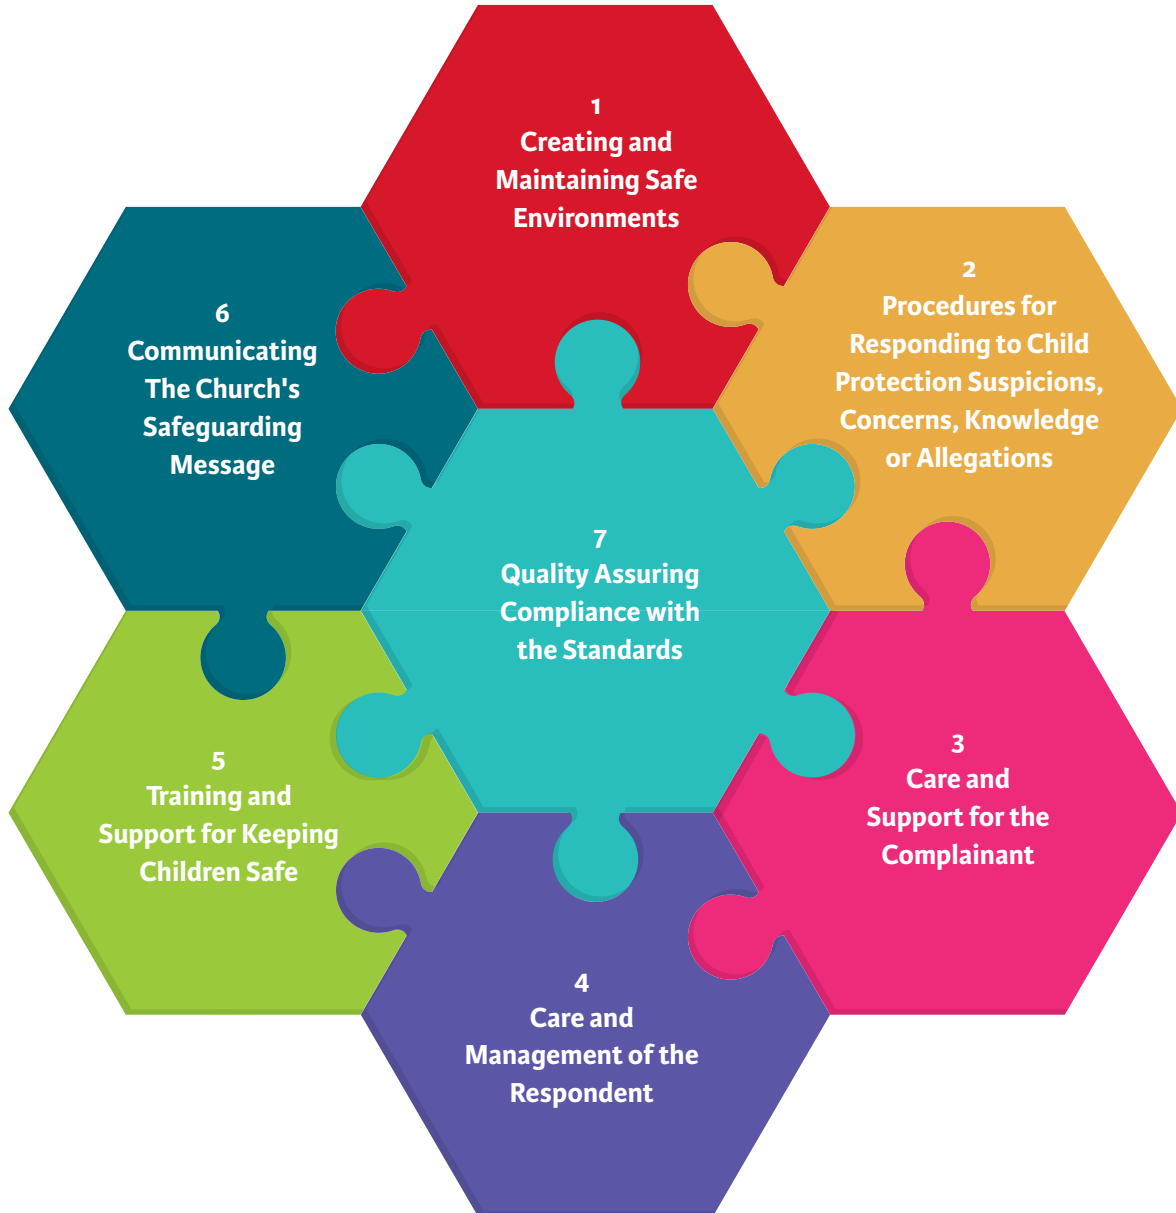 1
Creating and
Maintaining Safe
Environments
2
Procedures for
Responding to Child
Protection Suspicions,
Concerns, Knowledge
or Allegations
3
Care and
Support for the
Complainant
4
Care and
Management of the
Respondent
5
Training and
Support for Keeping
Children Safe
6
Communicating
The Church's
Safeguarding
Message
7
Quality Assuring
Compliance with
the Standards